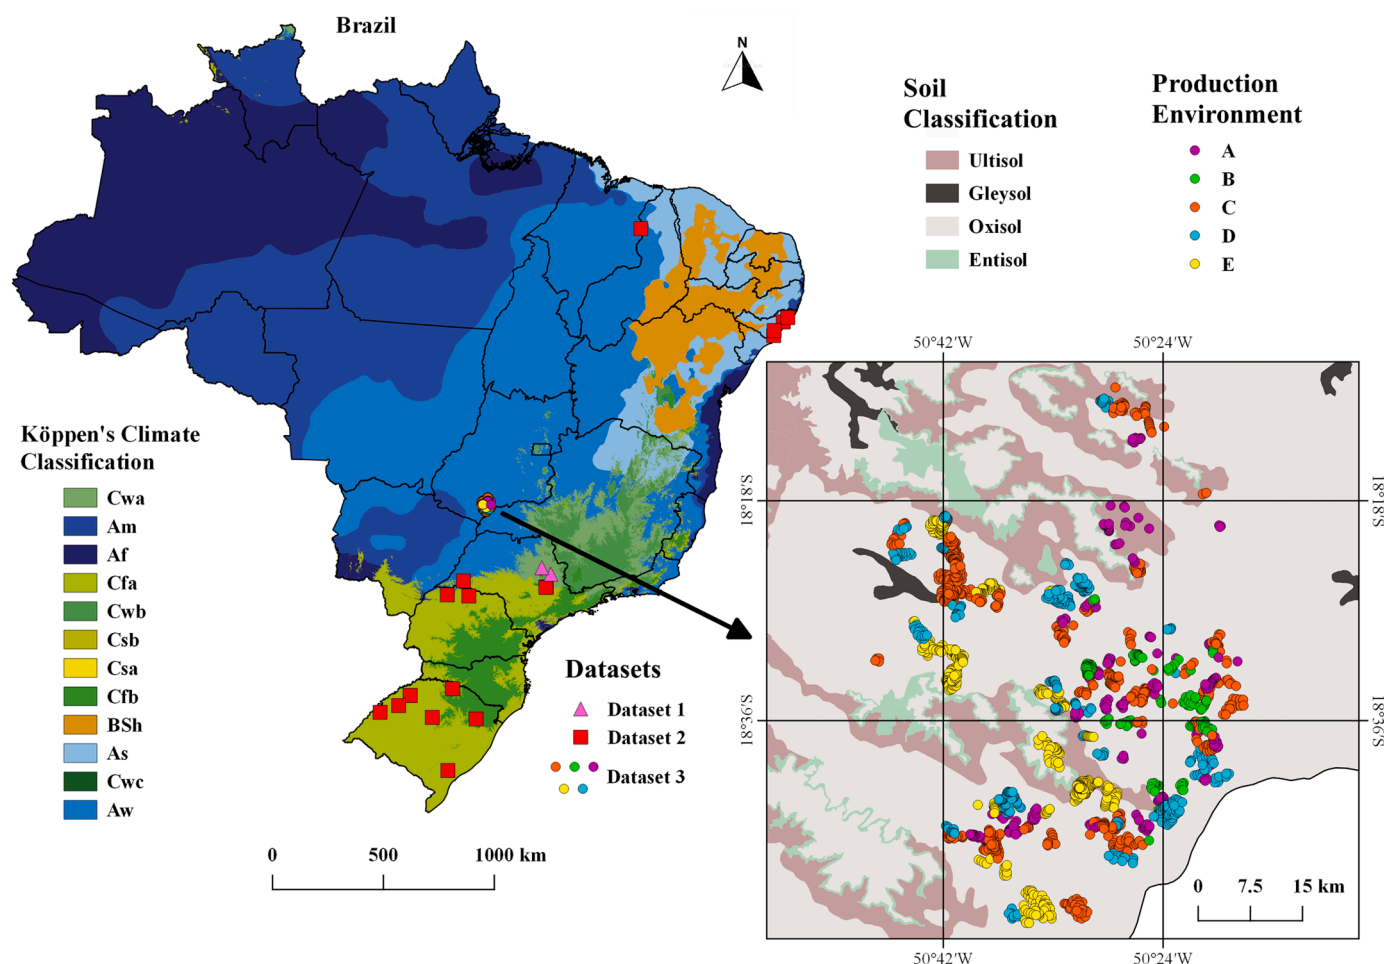 Brazil
N
Soil
Classification
Ultisol
Gleysol
Oxisol
Entisol
Production
Environment
A
B
C
D
E
Köppen's Climate
Classification
Cwa
Am
Af
Cfa
Cwb
Csb
Csa
Cfb
BSh
As
Cwc
Aw
0 500 1000 km
Datasets
Dataset 1
Dataset 2
Dataset 3
50°42'W 50°24'W
18°18'S 18°18'S
18°36'S 18°36'S
0 7.5 15 km
50°42'W 50°24'W